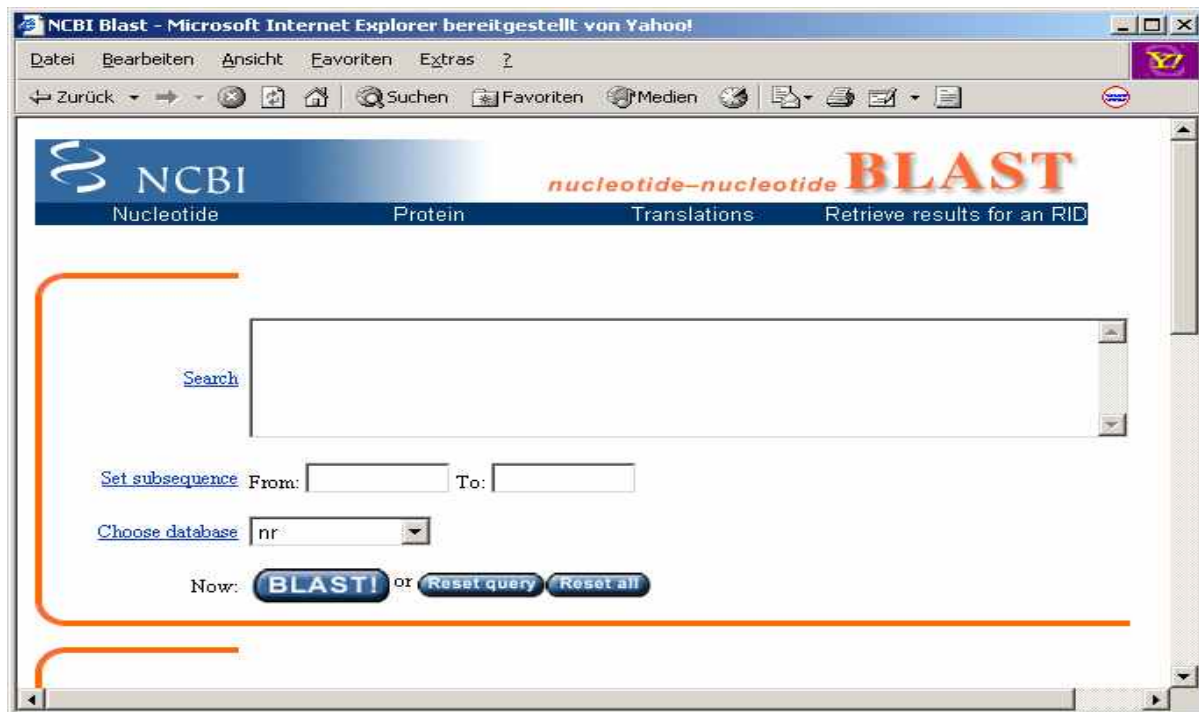 NCBI Blast - Microsoft Internet Explorer bereitgestellt von Yahoo!
Datei Bearbeiten Ansicht Favoriten Extras ?
Y!
Zurück Suchen Favoriten Medien
NCBI nucleotide-nucleotide BLAST
Nucleotide Protein Translations Retrieve results for an RID
Search
Set subsequence From: To:
Choose database nr
Now: BLAST! or Reset query Reset all